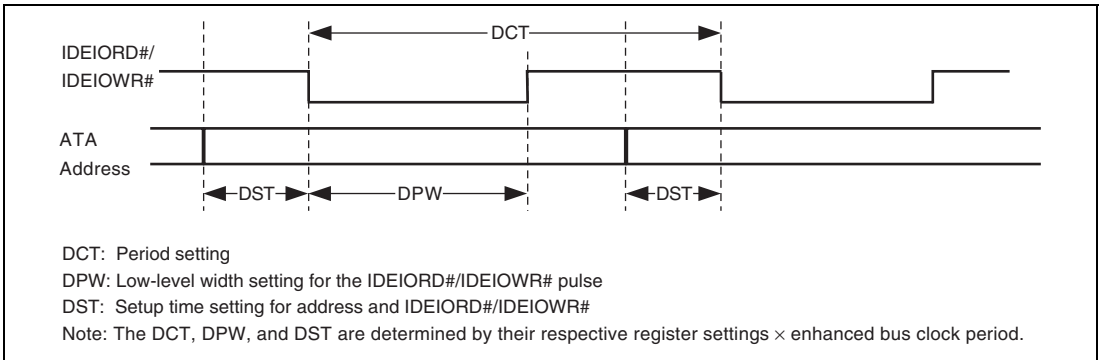 DCT
IDEIORD#/
IDEIOWR#
ATA
Address
DST
DPW
DST
DCT: Period setting
DPW: Low-level width setting for the IDEIORD#/IDEIOWR# pulse
DST: Setup time setting for address and IDEIORD#/IDEIOWR#
Note: The DCT, DPW, and DST are determined by their respective register settings × enhanced bus clock period.